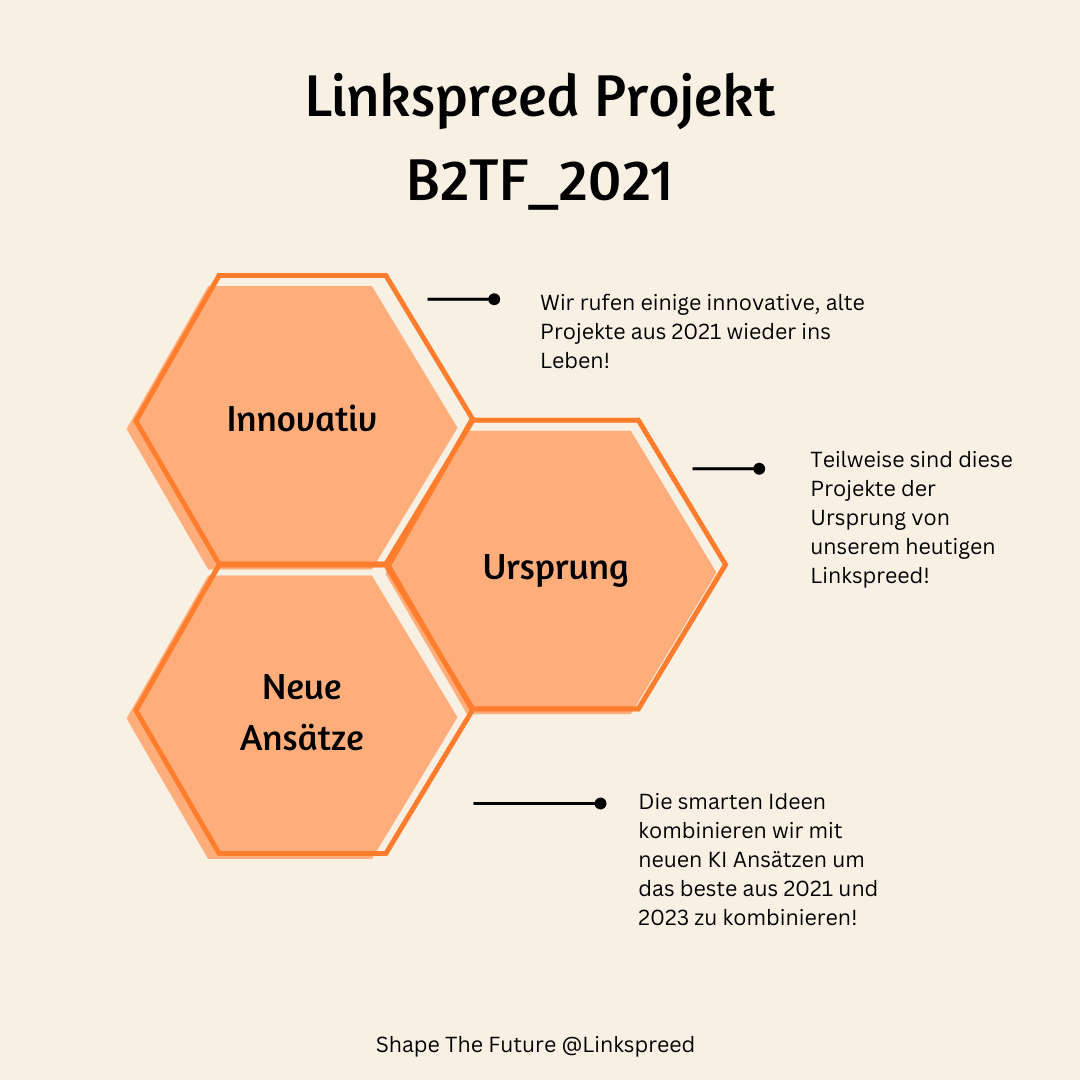 Linkspreed Projekt
B2TF_2021
Innovativ
Wir rufen einige innovative, alte
Projekte aus 2021 wieder ins
Leben!
Ursprung
Teilweise sind diese
Projekte der
Ursprung von
unserem heutigen
Linkspreed!
Neue
Ansätze
Die smarten Ideen
kombinieren wir mit
neuen KI Ansätzen um
das beste aus 2021 und
2023 zu kombinieren!
Shape The Future @Linkspreed